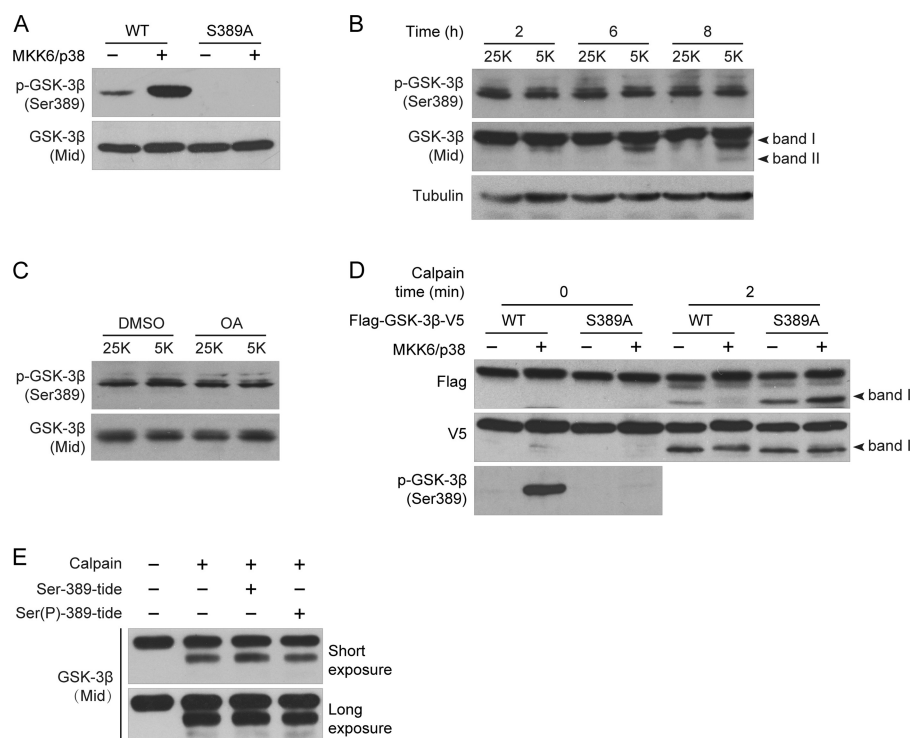 A
WT S389A
MKK6/p38 – + – +
p-GSK-3β
(Ser389)
GSK-3β
(Mid)
B
Time (h) 2 6 8
25K 5K 25K 5K 25K 5K
p-GSK-3β
(Ser389)
GSK-3β
(Mid)
band I
band II
Tubulin
C
DMSO OA
25K 5K 25K 5K
p-GSK-3β
(Ser389)
GSK-3β
(Mid)
D
Calpain
time (min) 0 2
Flag-GSK-3β-V5 WT S389A WT S389A
MKK6/p38 – + – + – + – +
Flag
band I
V5
band I
p-GSK-3β
(Ser389)
E
Calpain – + + +
Ser-389-tide – – + –
Ser(P)-389-tide – – – +
GSK-3β
(Mid)
Short
exposure
Long
exposure